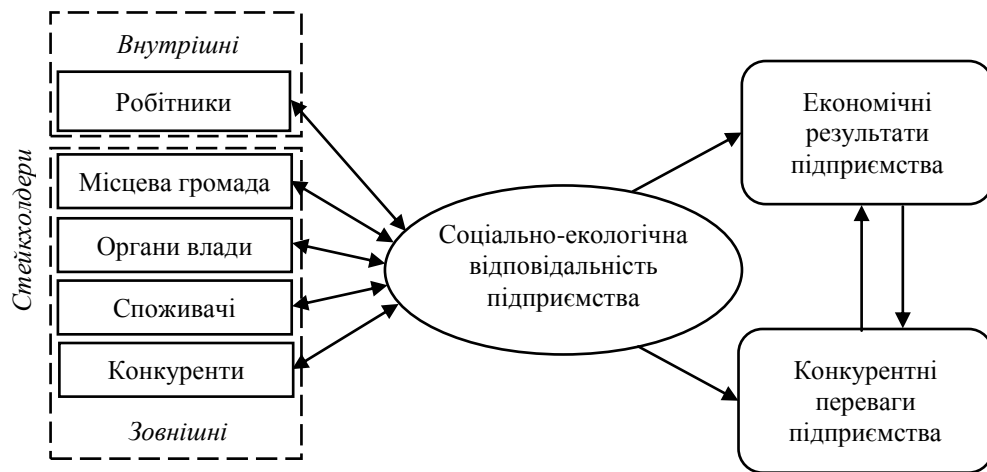 Стейкхолдери
Внутрішні
Робітники
Місцева громада
Органи влади
Споживачі
Конкуренти
Зовнішні
Соціально-екологічна
відповідальність
підприємства
Економічні
результати
підприємства
Конкурентні
переваги
підприємства